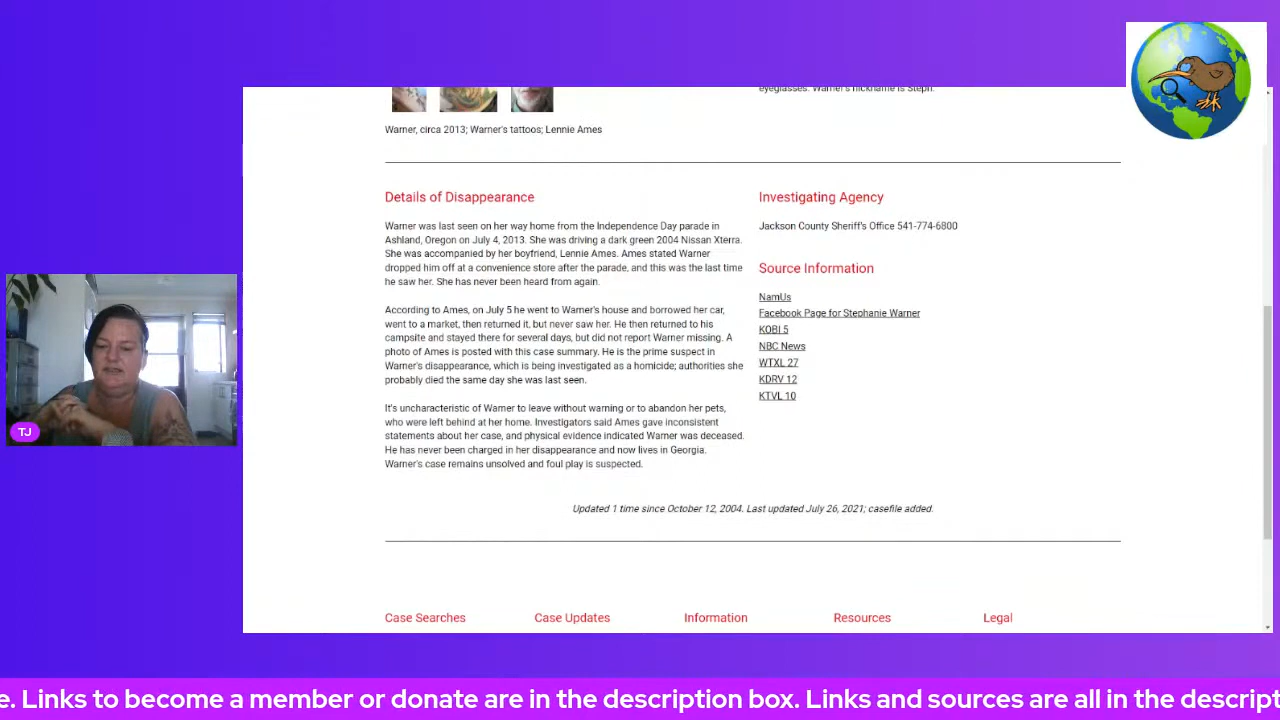 eyeglasses. Warner's nickname is Steph.
Warner, circa 2013; Warner's tattoos; Lennie Ames
Details of Disappearance
Warner was last seen on her way home from the Independence Day parade in
Ashland, Oregon on July 4, 2013. She was driving a dark green 2004 Nissan Xterra.
She was accompanied by her boyfriend, Lennie Ames. Ames stated Warner
dropped him off at a convenience store after the parade, and this was the last time
he saw her. She has never been heard from again.
According to Ames, on July 5 he went to Warner's house and borrowed her car,
went to a market, then returned it, but never saw her. He then returned to his
campsite and stayed there for several days, but did not report Warner missing. A
photo of Ames is posted with this case summary. He is the prime suspect in
Warner's disappearance, which is being investigated as a homicide; authorities she
probably died the same day she was last seen.
It's uncharacteristic of Warner to leave without warning or to abandon her pets,
who were left behind at her home. Investigators said Ames gave inconsistent
statements about her case, and physical evidence indicated Warner was deceased.
He has never been charged in her disappearance and now lives in Georgia.
Warner's case remains unsolved and foul play is suspected.
Investigating Agency
Jackson County Sheriff's Office 541-774-6800
Source Information
NamUs
Facebook Page for Stephanie Warner
KOBI 5
NBC News
WTXL 27
KDRV 12
KTVL 10
Updated 1 time since October 12, 2004. Last updated July 26, 2021; casefile added.
Case Searches
Case Updates
Information
Resources
Legal
TJ
e. Links to become a member or donate are in the description box. Links and sources are all in the descript